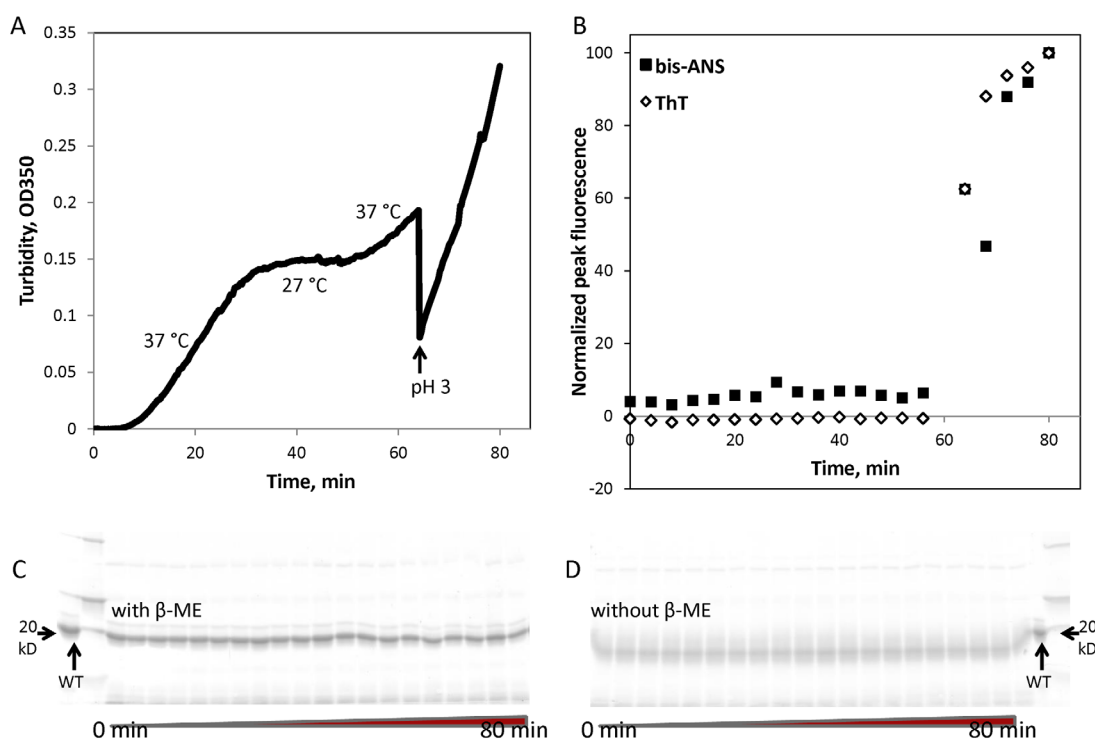 A
Turbidity, OD350
0.35
0.3
0.25
0.2
0.15
0.1
0.05
0
37 °C
27 °C
37 °C
pH 3
0 20 40 60 80
Time, min
B
Normalized peak fluorescence
100
80
60
40
20
0
-20
bis-ANS
ThT
0 20 40 60 80
Time, min
C
with β-ME
20
kD
WT
0 min 80 min
D
without β-ME
20
kD
WT
0 min 80 min